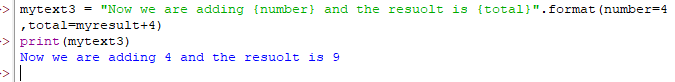 >> mytext3 = "Now we are adding {number} and the resuolt is {total}".format(number=4
,total=myresult+4)
>> print(mytext3)
Now we are adding 4 and the resuolt is 9
>>